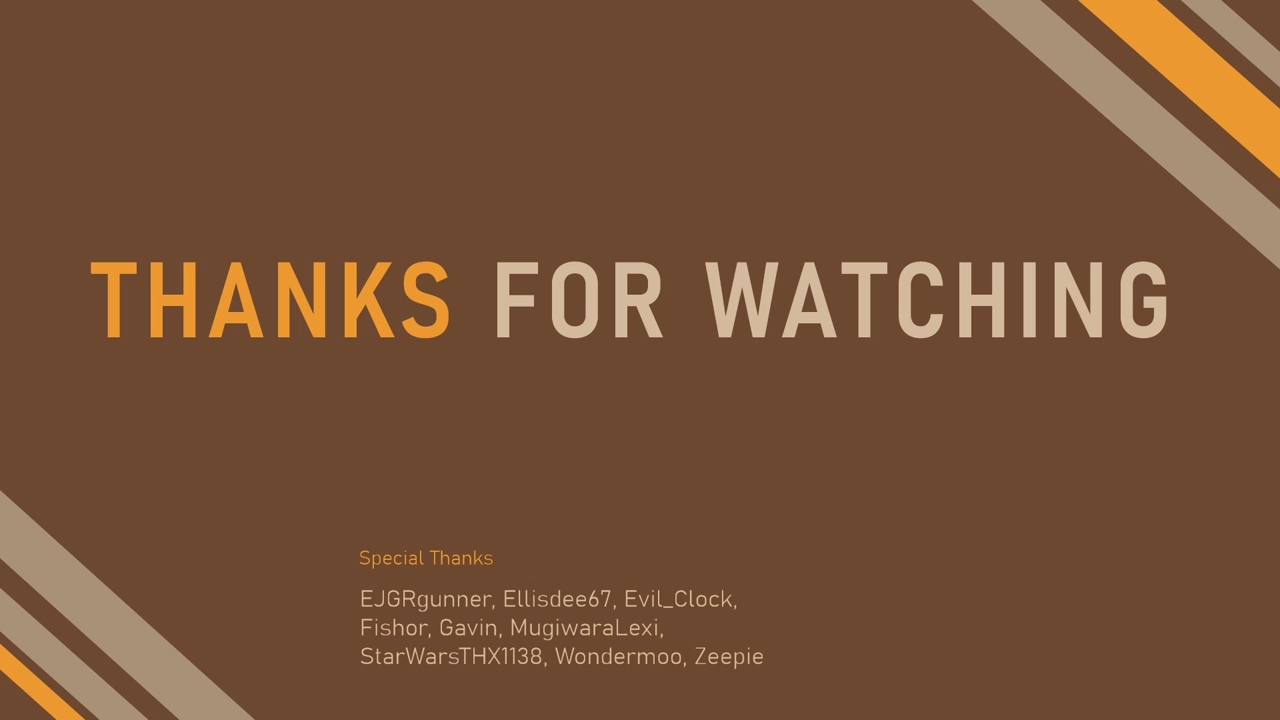 THANKS FOR WATCHING
Special Thanks
EJGRgunner, Ellisdee67, Evil_Clock,
Fishor, Gavin, MugiwaraLexi,
StarWarsTHX1138, Wondermoo, Zeepie